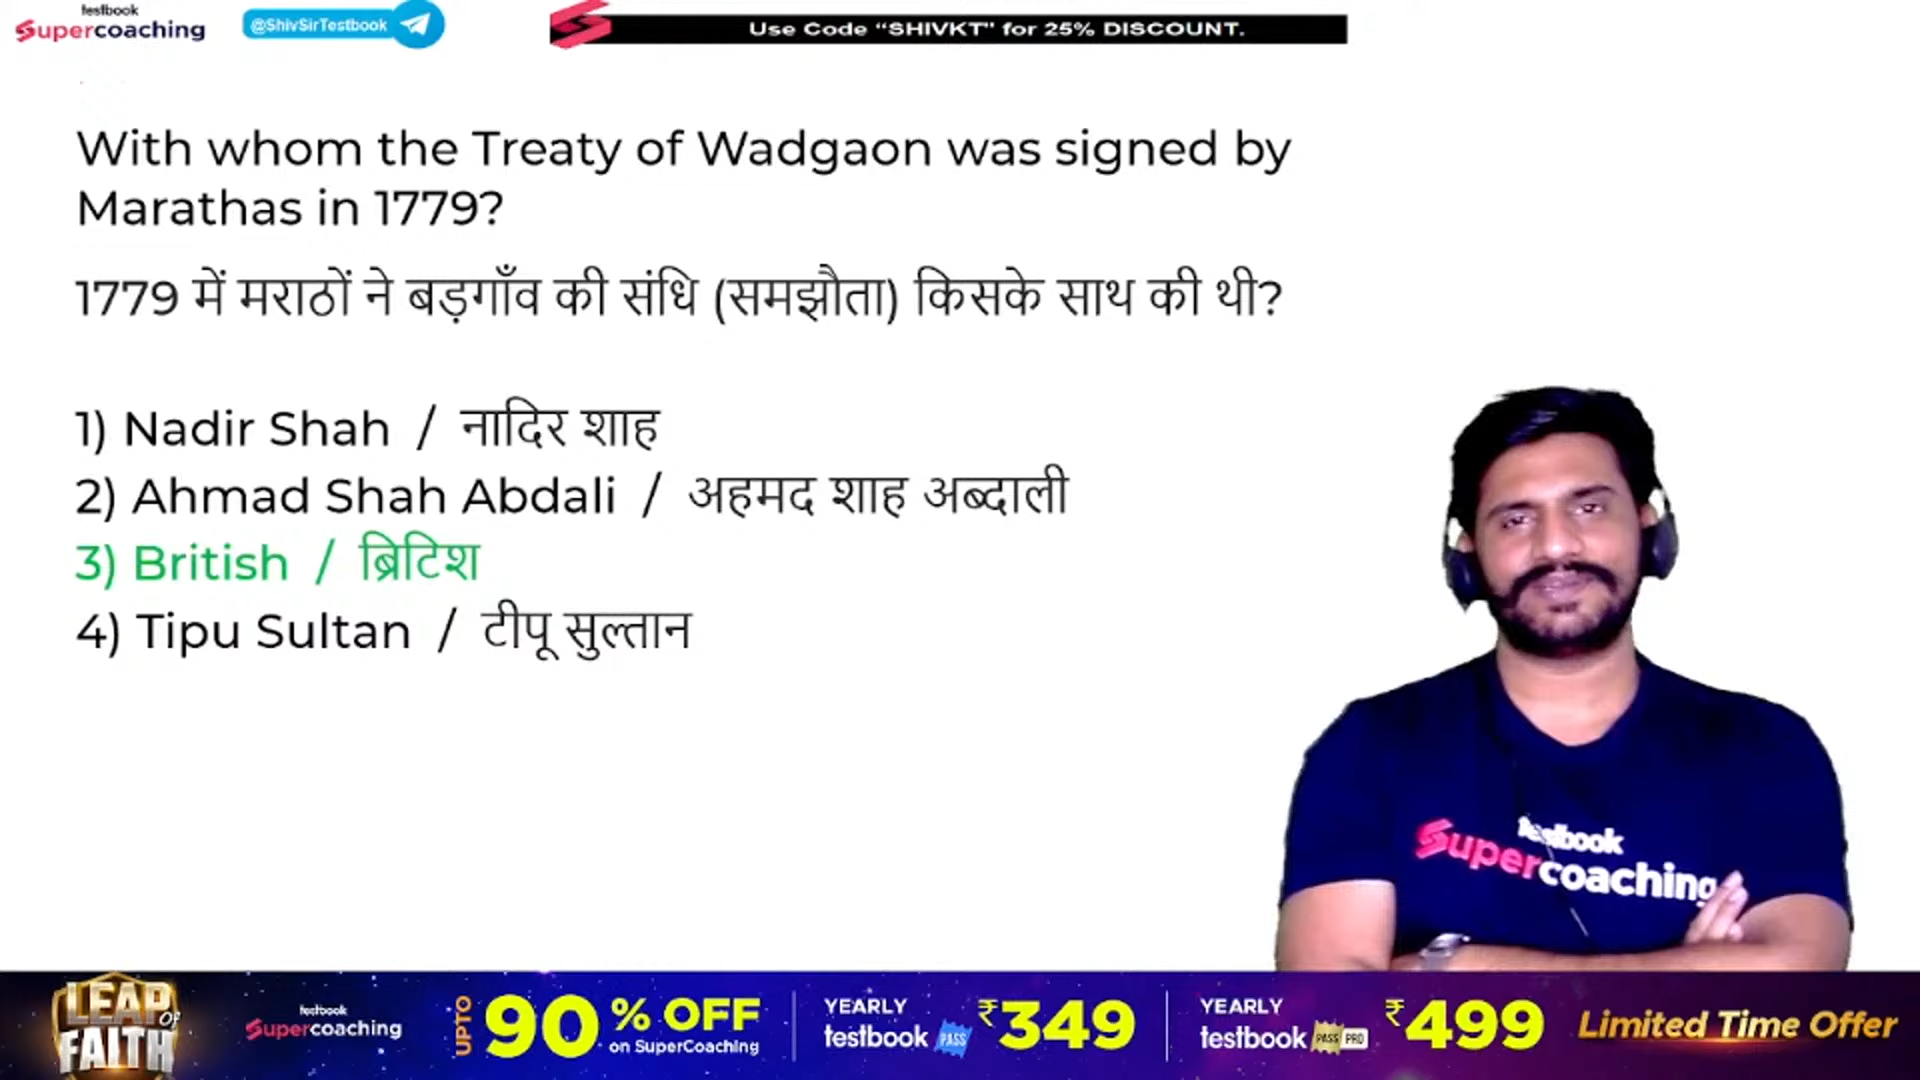 testbook
Supercoaching
@ShivSirTestbook
Use Code “SHIVKT" for 25% DISCOUNT.
With whom the Treaty of Wadgaon was signed by
Marathas in 1779?
1779 में मराठों ने बड़गाँव की संधि (समझौता) किसके साथ की थी?
1) Nadir Shah / नादिर शाह
2) Ahmad Shah Abdali / अहमद शाह अब्दाली
3) British / ब्रिटिश
4) Tipu Sultan / टीपू सुल्तान
testbook
Supercoaching
LEAP OF
FAITH
testbook
Supercoaching
UPTO 90% OFF
on SuperCoaching
YEARLY
testbook PASS
₹349
YEARLY
testbook PASS PRO
₹499
Limited Time Offer